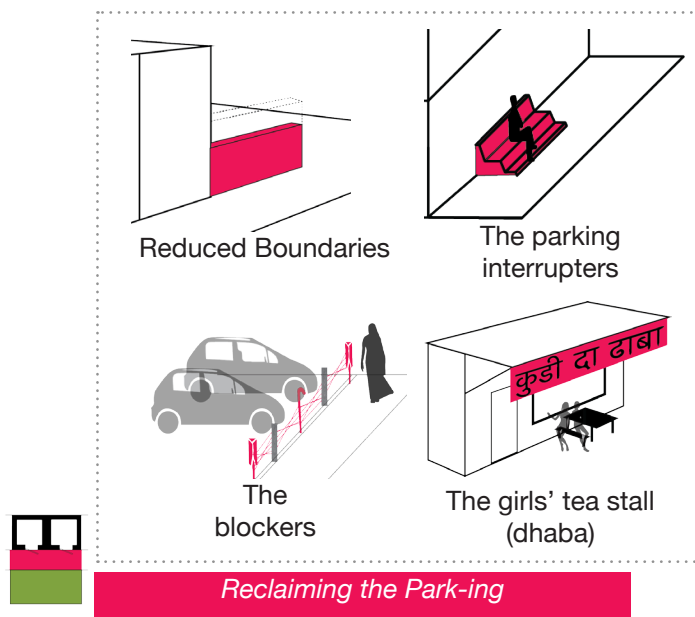 Reduced Boundaries
The parking
interrupters
कुडी दा ढाबा
The
blockers
The girls’ tea stall
(dhaba)
Reclaiming the Park-ing